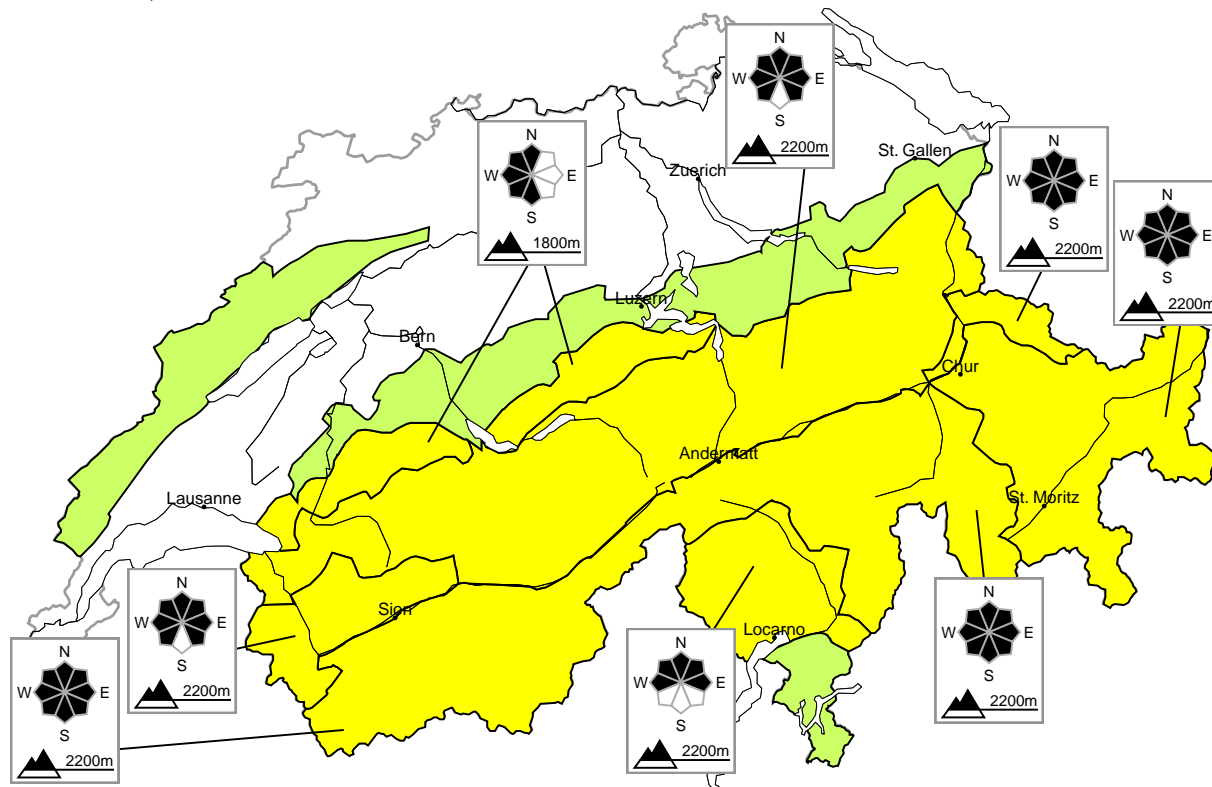 N
W E
S
2200m
N
W E
S
1800m
N
W E
S
2200m
N
W E
S
2200m
St. Gallen
Zuerich
Luzern
Bern
Chur
Andermatt
Lausanne
St. Moritz
Sion
Locarno
N
W E
S
2200m
N
W E
S
2200m
N
W E
S
2200m
N
W E
S
2200m